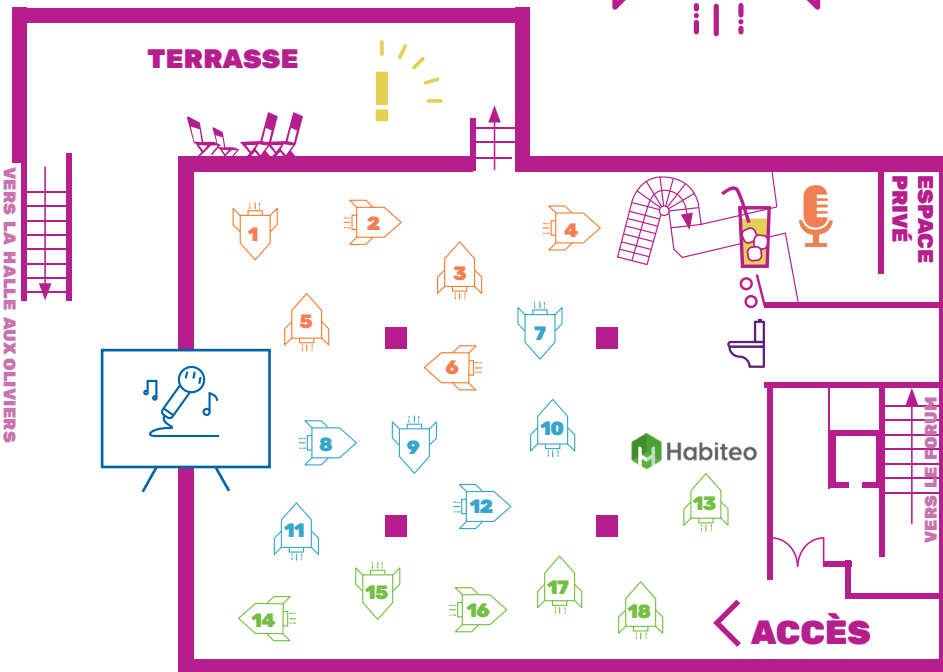 TERRASSE
VERS LA HALLE AUX OLIVIERS
ESPACE
PRIVÉ
1
2
3
4
5
6
7
8
9
10
11
12
Habiteo
13
14
15
16
17
18
VERS LE FORUM
ACCÈS